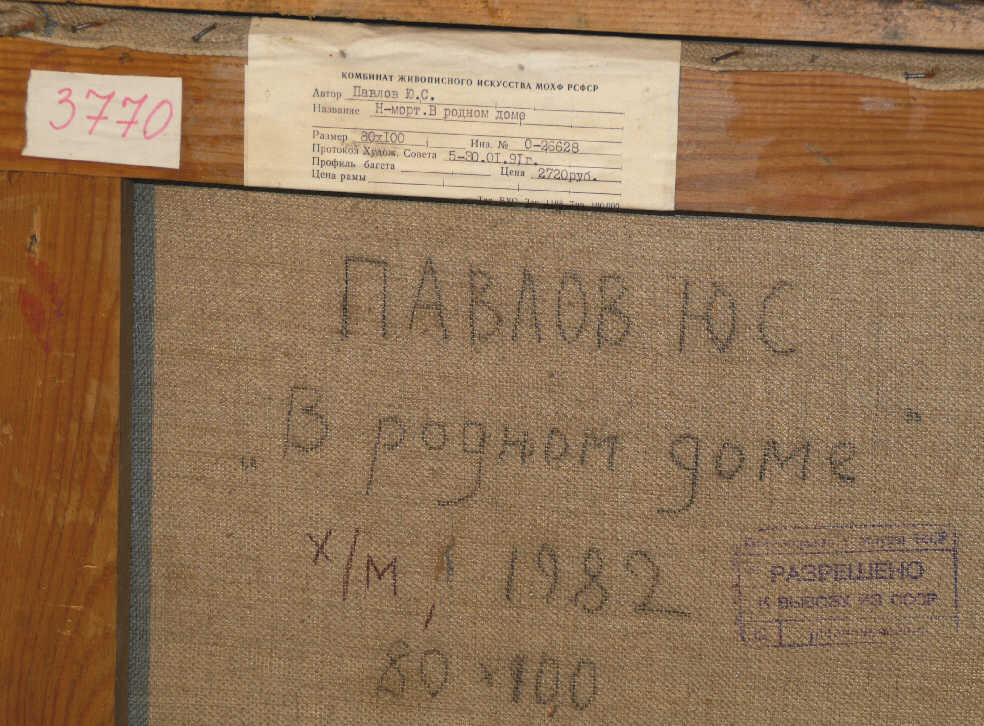 3770
КОМБИНАТ ЖИВОПИСНОГО ИСКУССТВА МОХФ РСФСР
Автор Павлов Ю.С.
Название Н-морт.В родном доме
Размер 80х100 Инв. № 0-26628
Протокол Худож. Совета 5-30.01.91г.
Профиль багета Цена 2720руб.
Цена рамы
ПАВЛОВ Ю С
„В родном доме"
х/м, 1982
80 х 100
РАЗРЕШЕНО
К ВЫВОЗУ ИЗ СССР